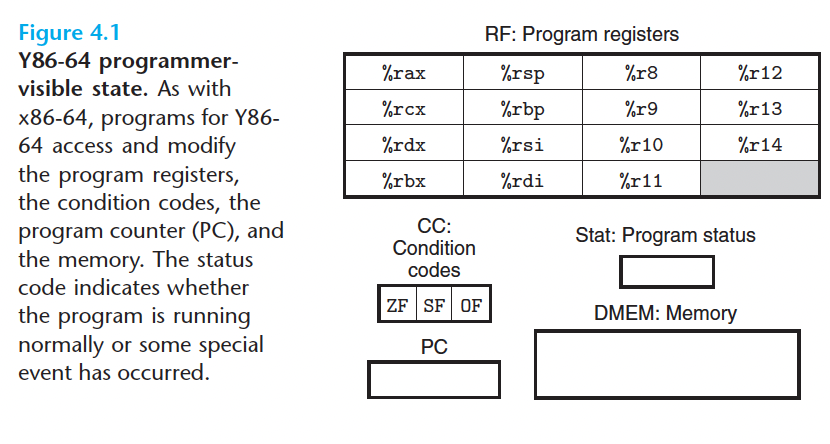 Figure 4.1
Y86-64 programmer-
visible state. As with
x86-64, programs for Y86-
64 access and modify
the program registers,
the condition codes, the
program counter (PC), and
the memory. The status
code indicates whether
the program is running
normally or some special
event has occurred.
RF: Program registers
%rax %rsp %r8 %r12
%rcx %rbp %r9 %r13
%rdx %rsi %r10 %r14
%rbx %rdi %r11
CC:
Condition
codes
ZF SF OF
PC
Stat: Program status
DMEM: Memory